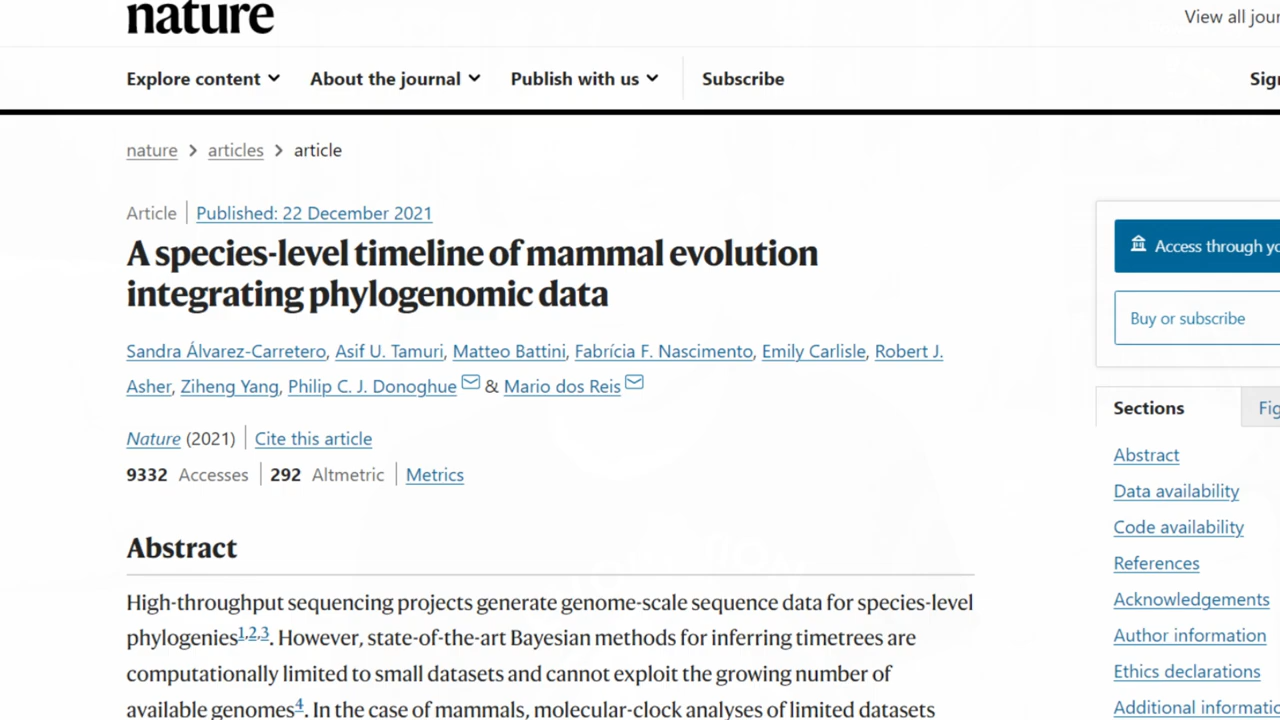 nature
View all jour
Explore content
About the journal
Publish with us
Subscribe
Sig
nature > articles > article
Article | Published: 22 December 2021
A species-level timeline of mammal evolution
integrating phylogenomic data
Sandra Álvarez-Carretero, Asif U. Tamuri, Matteo Battini, Fabrícia F. Nascimento, Emily Carlisle, Robert J.
Asher, Ziheng Yang, Philip C. J. Donoghue & Mario dos Reis
Nature (2021) | Cite this article
9332 Accesses | 292 Altmetric | Metrics
Abstract
High-throughput sequencing projects generate genome-scale sequence data for species-level
phylogenies1,2,3. However, state-of-the-art Bayesian methods for inferring timetrees are
computationally limited to small datasets and cannot exploit the growing number of
available genomes4. In the case of mammals, molecular-clock analyses of limited datasets
Access through yo
Buy or subscribe
Sections
Fig
Abstract
Data availability
Code availability
References
Acknowledgements
Author information
Ethics declarations
Additional informatio